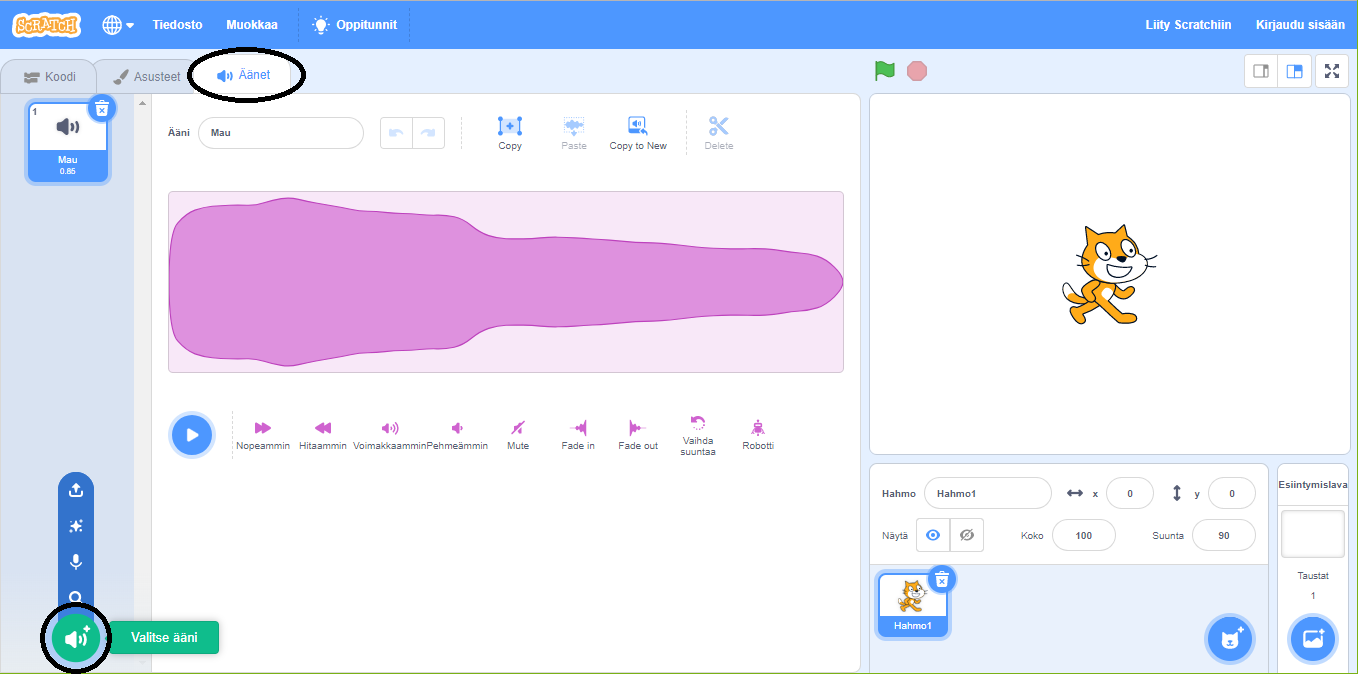 SCRATCH
Tiedosto
Muokkaa
Oppitunnit
Liity Scratchiin
Kirjaudu sisään
Koodi
Asusteet
Äänet
1
Mau
0.85
Ääni
Mau
Copy
Paste
Copy to New
Delete
Nopeammin
Hitaammin
Voimakkaammin
Pehmeämmin
Mute
Fade in
Fade out
Vaihda
suuntaa
Robotti
Valitse ääni
Hahmo
Hahmo1
x
0
y
0
Näytä
Koko
100
Suunta
90
Hahmo1
Esiintymislava
Taustat
1